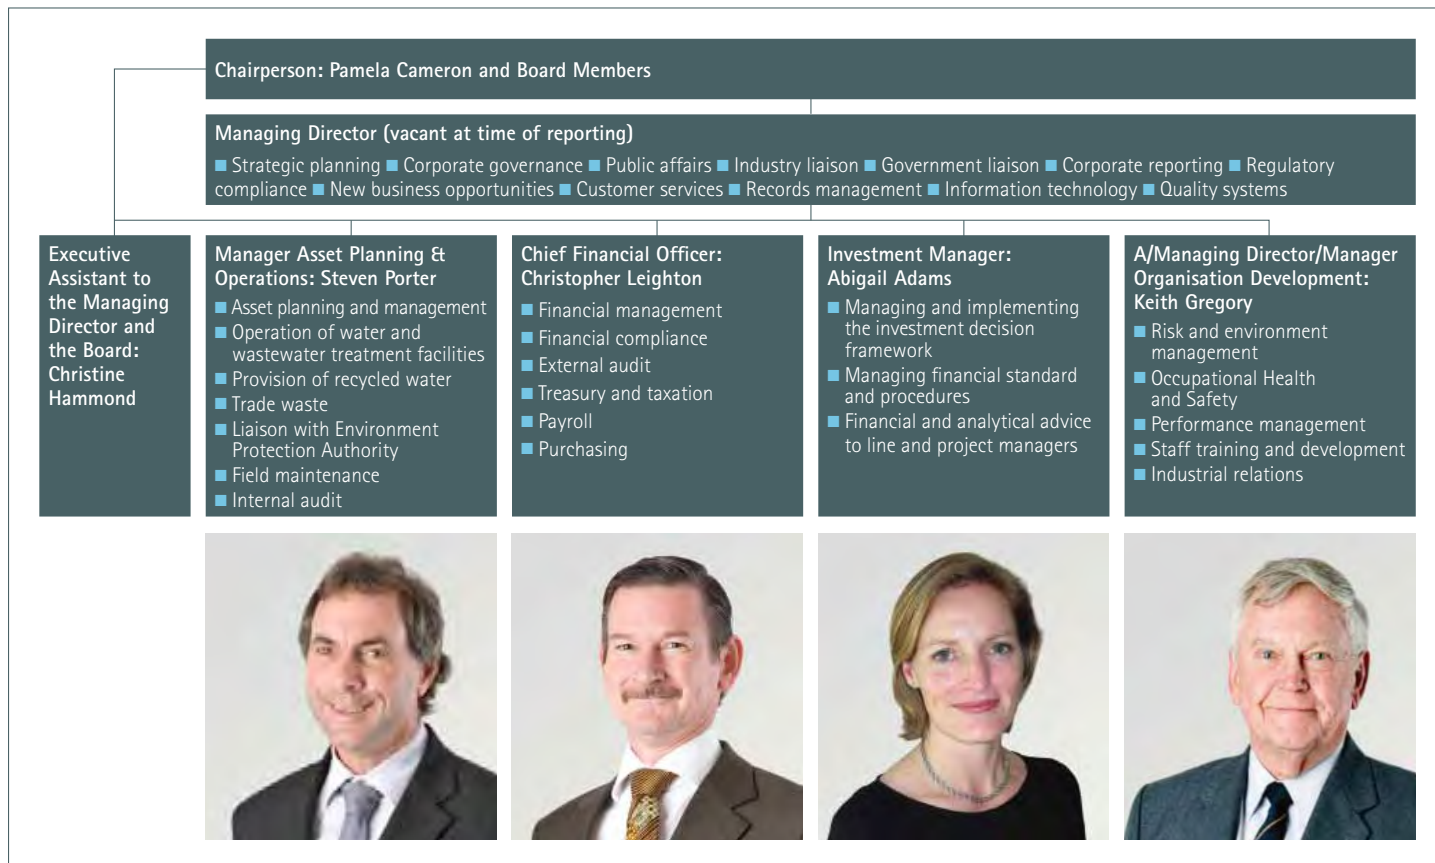 Chairperson: Pamela Cameron and Board Members
Managing Director (vacant at time of reporting)
■ Strategic planning ■ Corporate governance ■ Public affairs ■ Industry liaison ■ Government liaison ■ Corporate reporting ■ Regulatory
compliance ■ New business opportunities ■ Customer services ■ Records management ■ Information technology ■ Quality systems
Executive
Assistant to
the Managing
Director and
the Board:
Christine
Hammond
Manager Asset Planning &
Operations: Steven Porter
■ Asset planning and management
■ Operation of water and
wastewater treatment facilities
■ Provision of recycled water
■ Trade waste
■ Liaison with Environment
Protection Authority
■ Field maintenance
■ Internal audit
Chief Financial Officer:
Christopher Leighton
■ Financial management
■ Financial compliance
■ External audit
■ Treasury and taxation
■ Payroll
■ Purchasing
Investment Manager:
Abigail Adams
■ Managing and implementing
the investment decision
framework
■ Managing financial standard
and procedures
■ Financial and analytical advice
to line and project managers
A/Managing Director/Manager
Organisation Development:
Keith Gregory
■ Risk and environment
management
■ Occupational Health
and Safety
■ Performance management
■ Staff training and development
■ Industrial relations